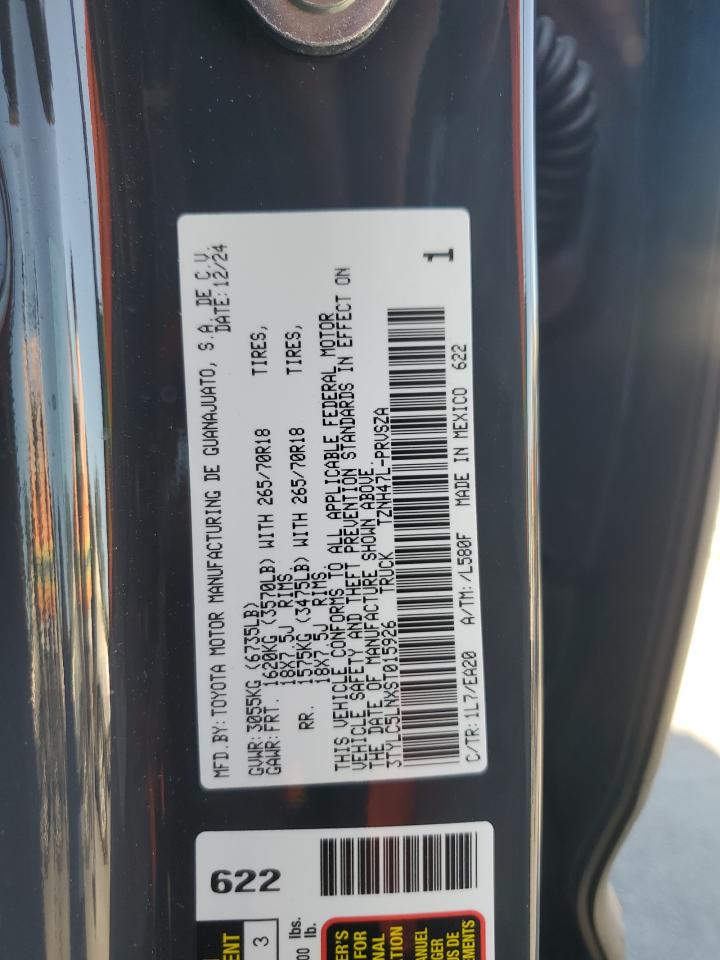 MFD.BY: TOYOTA MOTOR MANUFACTURING DE GUANAJUATO, S.A. DE C.V.
DATE: 12/24
GVWR: 3055KG (6735LB)
GAWR: FRT. 1620KG (3570LB) WITH 265/70R18 TIRES,
18X7.5J RIMS
RR. 1575KG (3475LB) WITH 265/70R18 TIRES,
18X7.5J RIMS
THIS VEHICLE CONFORMS TO ALL APPLICABLE FEDERAL MOTOR
VEHICLE SAFETY AND THEFT PREVENTION STANDARDS IN EFFECT ON
THE DATE OF MANUFACTURE SHOWN ABOVE.
3TYLC5LNXST015926 TRUCK TZNH47L-PRVSZA
1
C/TR: 1L7/EA20 A/TM: /L580F MADE IN MEXICO 622
622
3
lbs.
lb.
FOR